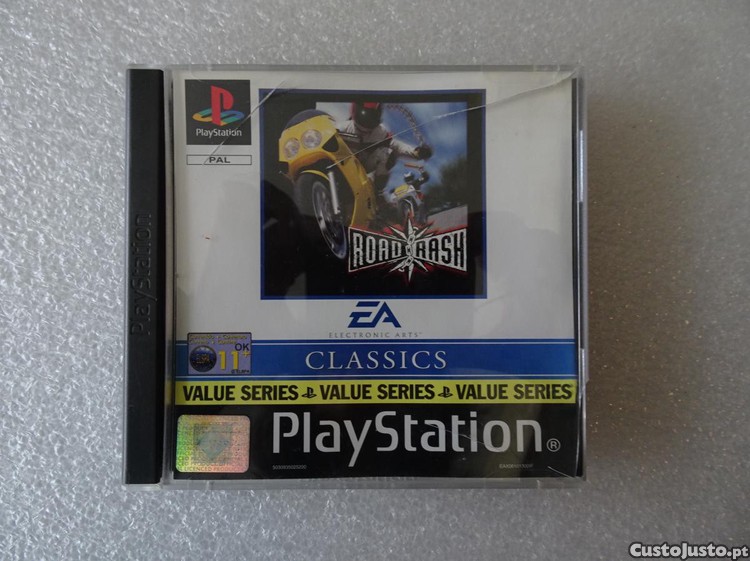 PlayStation
PlayStation
PAL
ROAD RASH
EA
ELECTRONIC ARTS™
OK
11+
CLASSICS
VALUE SERIES VALUE SERIES VALUE SERIES
PlayStation®
CustoJusto.pt